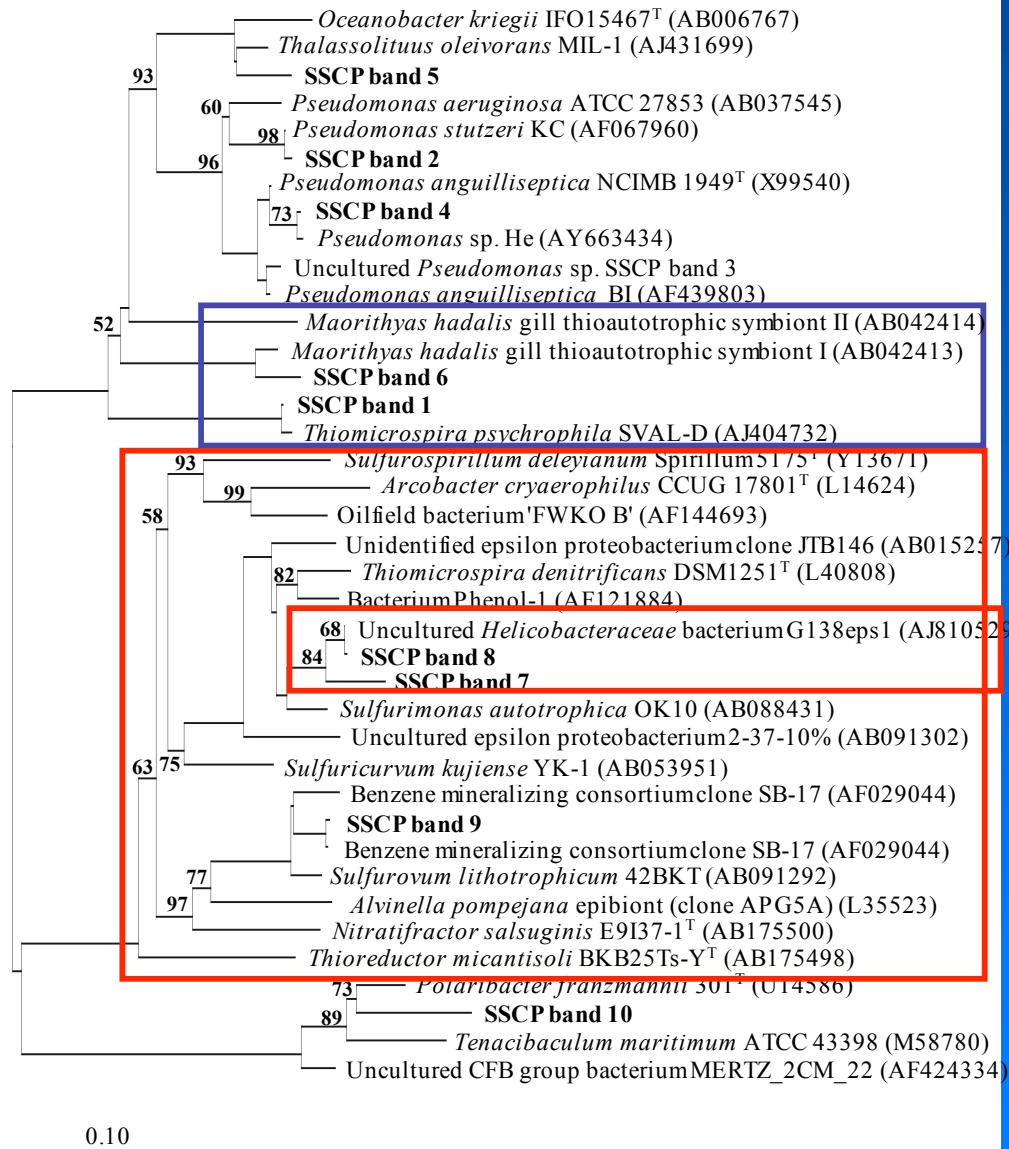 Oceanobacter kriegii IFO15467T (AB006767)
Thalassolituus oleivorans MIL-1 (AJ431699)
93
SSCP band 5
60
Pseudomonas aeruginosa ATCC 27853 (AB037545)
98
Pseudomonas stutzeri KC (AF067960)
96
SSCP band 2
Pseudomonas anguilliseptica NCIMB 1949T (X99540)
73
SSCP band 4
Pseudomonas sp. He (AY663434)
Uncultured Pseudomonas sp. SSCP band 3
Pseudomonas anguilliseptica BI (AF439803)
52
Maorithyas hadalis gill thioautotrophic symbiont II (AB042414)
Maorithyas hadalis gill thioautotrophic symbiont I (AB042413)
SSCP band 6
SSCP band 1
Thiomicrospira psychrophila SVAL-D (AJ404732)
93
Sulfurospirillum deleyianum Spirillum 5175T (Y13671)
99
Arcobacter cryaerophilus CCUG 17801T (L14624)
58
Oilfield bacterium 'FWKO B' (AF144693)
Unidentified epsilon proteobacterium clone JTB146 (AB015257)
82
Thiomicrospira denitrificans DSM1251T (L40808)
Bacterium Phenol-1 (AF121884)
68
Uncultured Helicobacteraceae bacterium G138eps1 (AJ810529
84
SSCP band 8
SSCP band 7
Sulfurimonas autotrophica OK10 (AB088431)
Uncultured epsilon proteobacterium 2-37-10% (AB091302)
63
75
Sulfuricurvum kujiense YK-1 (AB053951)
Benzene mineralizing consortium clone SB-17 (AF029044)
SSCP band 9
Benzene mineralizing consortium clone SB-17 (AF029044)
77
Sulfurovum lithotrophicum 42BKT (AB091292)
97
Alvinella pompejana epibiont (clone APG5A) (L35523)
Nitratifractor salsuginis E9I37-1T (AB175500)
Thioreductor micantisoli BKB25Ts-YT (AB175498)
73
Polaribacter franzmannii 301T (U14586)
89
SSCP band 10
Tenacibaculum maritimum ATCC 43398 (M58780)
Uncultured CFB group bacterium MERTZ_2CM_22 (AF424334)
0.10